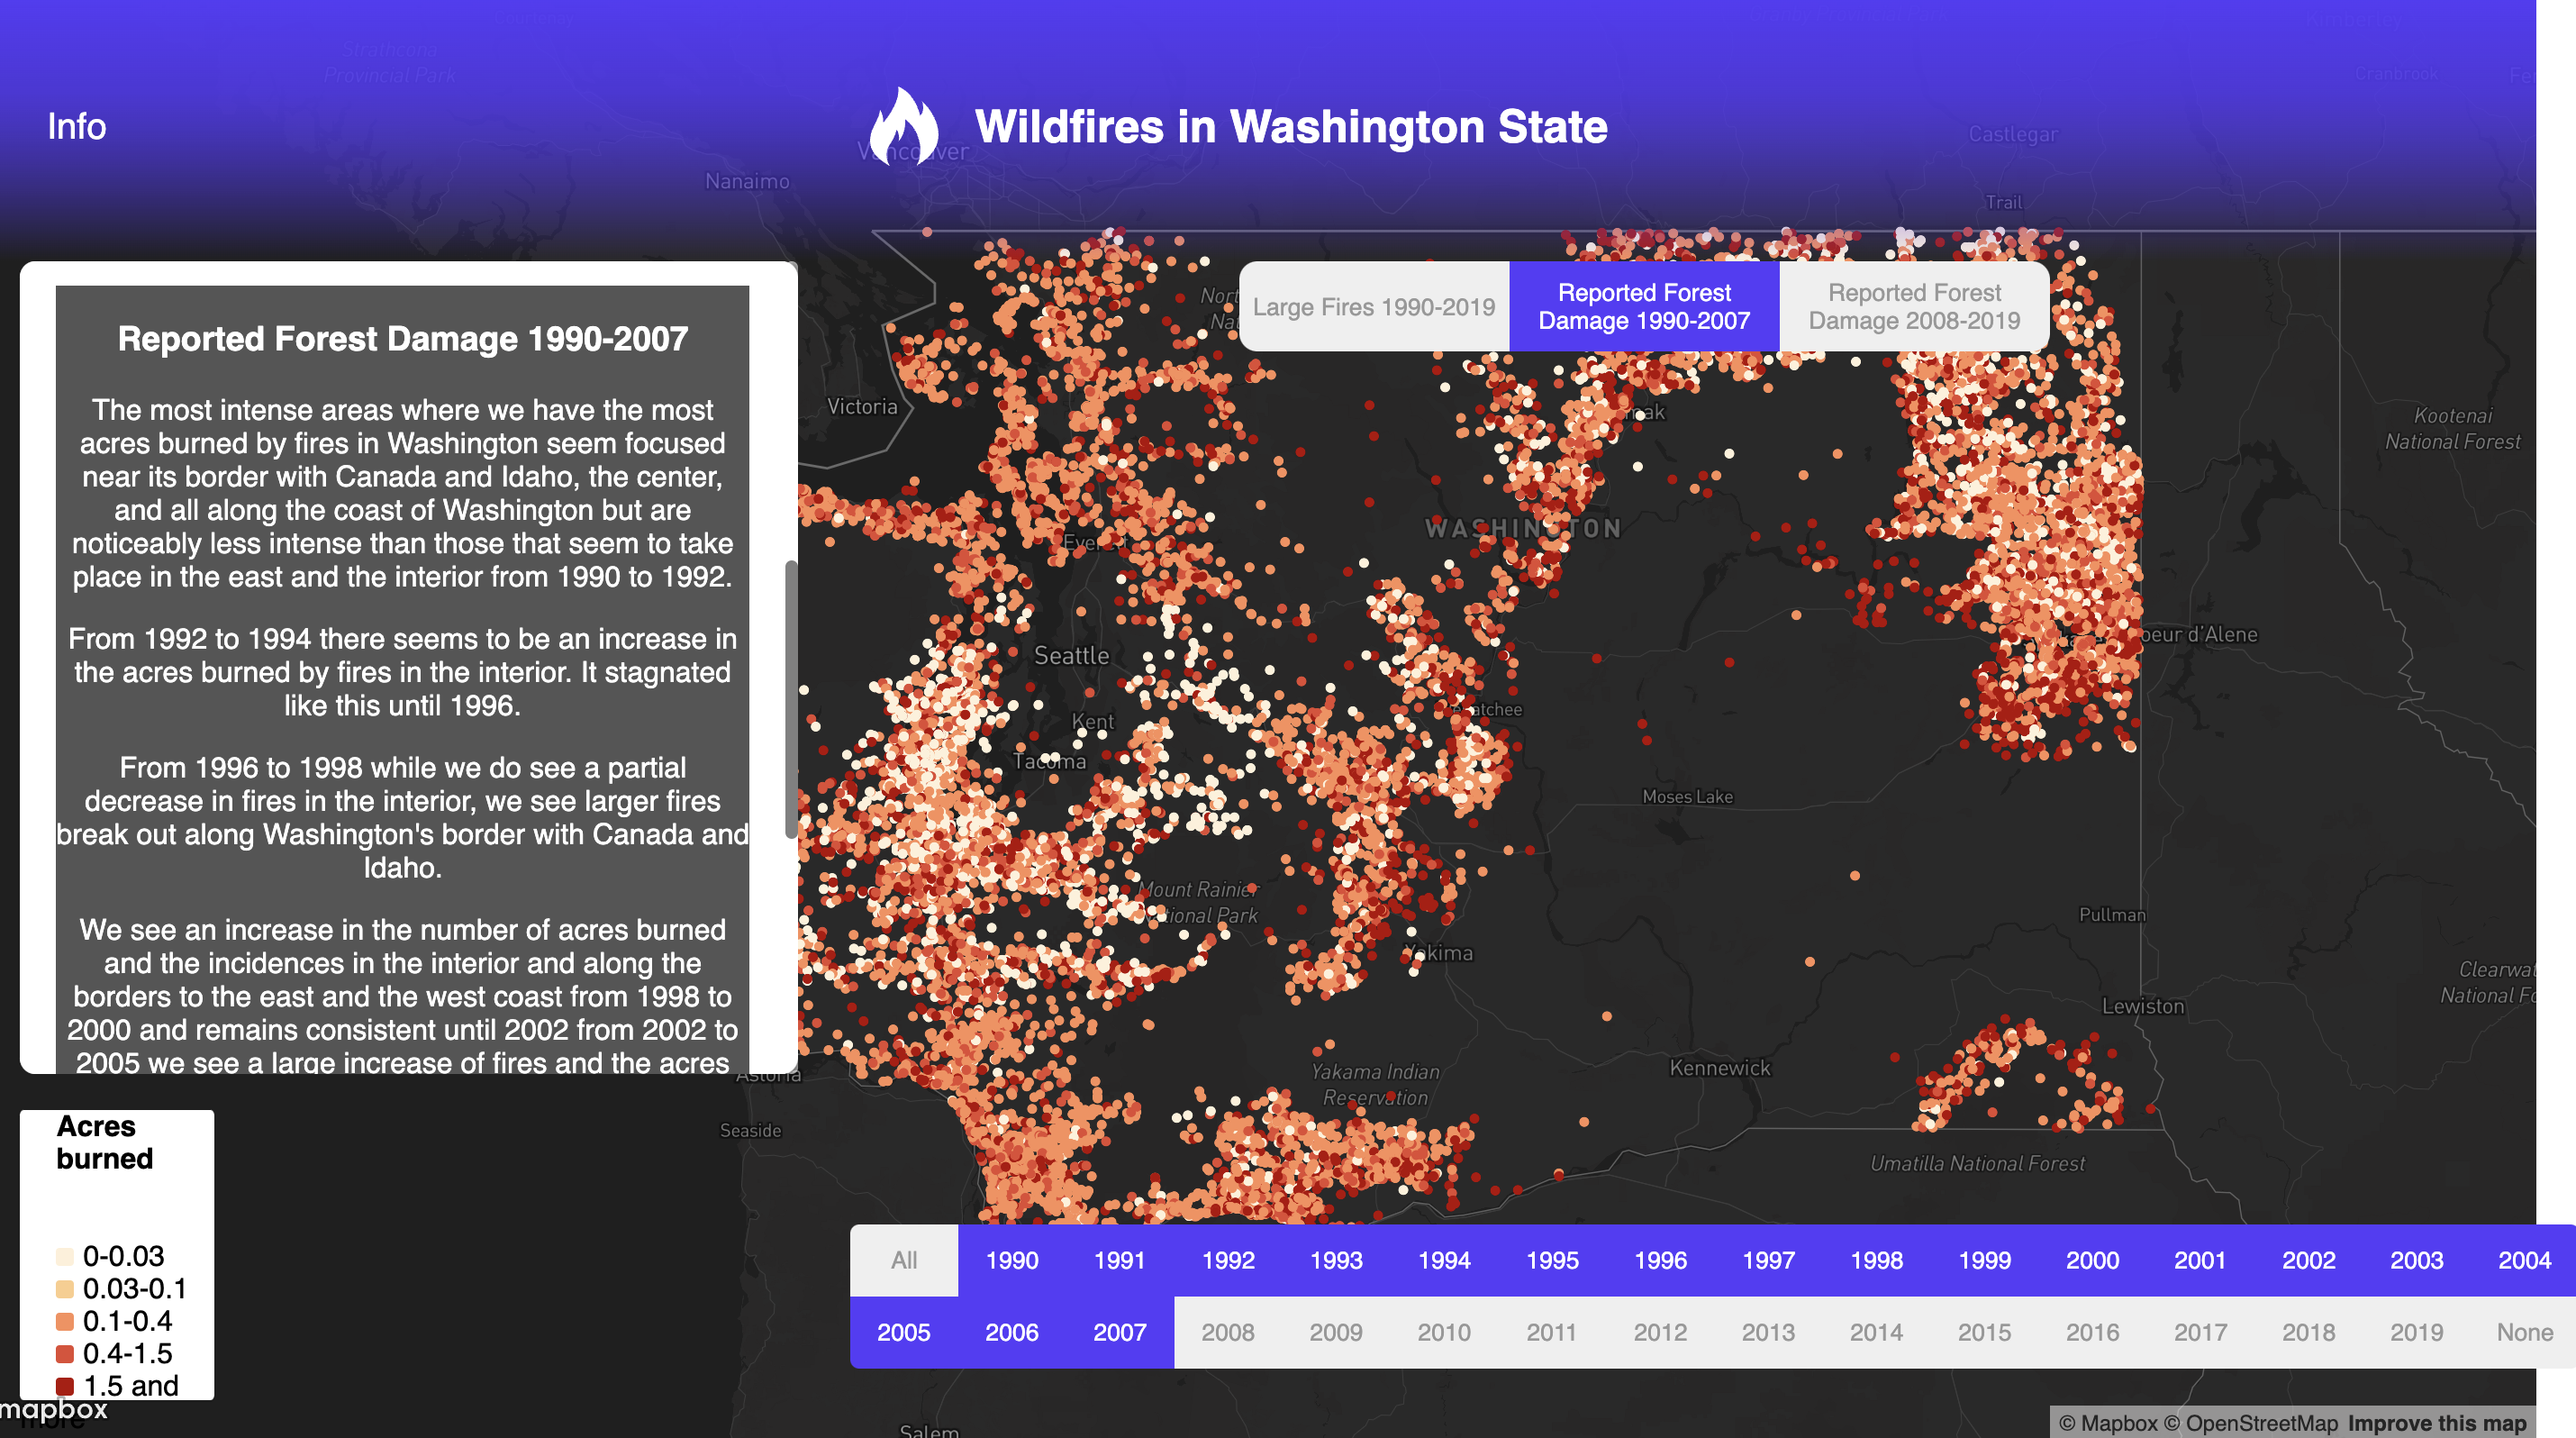 Courtenay
Strathcona
Provincial Park
Kimberley
Cranbrook
Info
Wildfires in Washington State
Castlegar
Vancouver
Nanaimo
Trail
Large Fires 1990-2019
Reported Forest
Damage 1990-2007
Reported Forest
Damage 2008-2019
Reported Forest Damage 1990-2007
The most intense areas where we have the most
acres burned by fires in Washington seem focused
near its border with Canada and Idaho, the center,
and all along the coast of Washington but are
noticeably less intense than those that seem to take
place in the east and the interior from 1990 to 1992.
From 1992 to 1994 there seems to be an increase in
the acres burned by fires in the interior. It stagnated
like this until 1996.
From 1996 to 1998 while we do see a partial
decrease in fires in the interior, we see larger fires
break out along Washington's border with Canada and
Idaho.
We see an increase in the number of acres burned
and the incidences in the interior and along the
borders to the east and the west coast from 1998 to
2000 and remains consistent until 2002 from 2002 to
2005 we see a large increase of fires and the acres
Victoria
Kootenai
National Forest
WASHINGTON
Everett
Seattle
oeur d'Alene
Kent
Tacoma
Moses Lake
Mount Rainier
National Park
Yakima
Pullman
Clearwat
National Fo
Lewiston
Yakama Indian
Reservation
Kennewick
Astoria
Seaside
Umatilla National Forest
Acres
burned
0-0.03
0.03-0.1
0.1-0.4
0.4-1.5
1.5 and
more
mapbox
All 1990 1991 1992 1993 1994 1995 1996 1997 1998 1999 2000 2001 2002 2003 2004
2005 2006 2007 2008 2009 2010 2011 2012 2013 2014 2015 2016 2017 2018 2019 None
Salem
© Mapbox © OpenStreetMap Improve this map